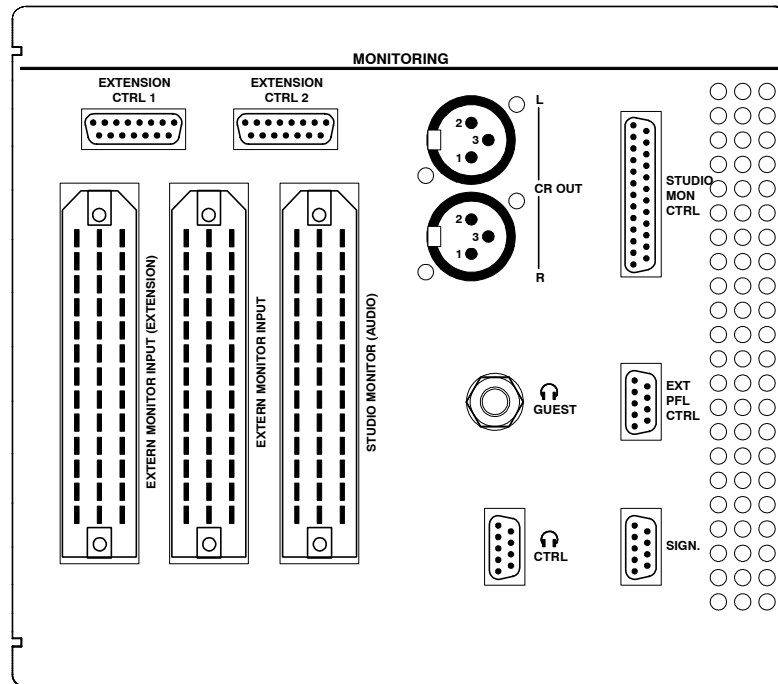 MONITORING
EXTENSION
CTRL 1
EXTENSION
CTRL 2
L
2
3
1
CR OUT
2
3
1
R
STUDIO
MON
CTRL
EXTERN MONITOR INPUT (EXTENSION)
EXTERN MONITOR INPUT
STUDIO MONITOR (AUDIO)
GUEST
EXT
PFL
CTRL
CTRL
SIGN.